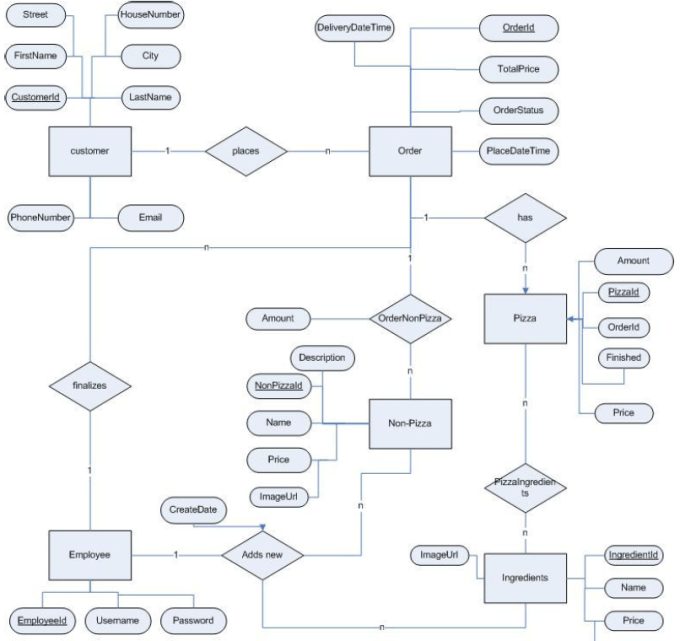 Street
HouseNumber
DeliveryDateTime
OrderId
FirstName
City
TotalPrice
CustomerId
LastName
OrderStatus
customer
1
places
n
Order
PlaceDateTime
PhoneNumber
Email
1
has
n
1
n
Amount
PizzaId
Amount
OrderNonPizza
Pizza
OrderId
Description
Finished
n
NonPizzaId
finalizes
n
Name
Non-Pizza
Price
Price
1
ImageUrl
PizzaIngredien
ts
CreateDate
n
n
Employee
1
Adds new
ImageUrl
Ingredients
IngredientId
Name
EmployeeId
Username
Password
n
Price